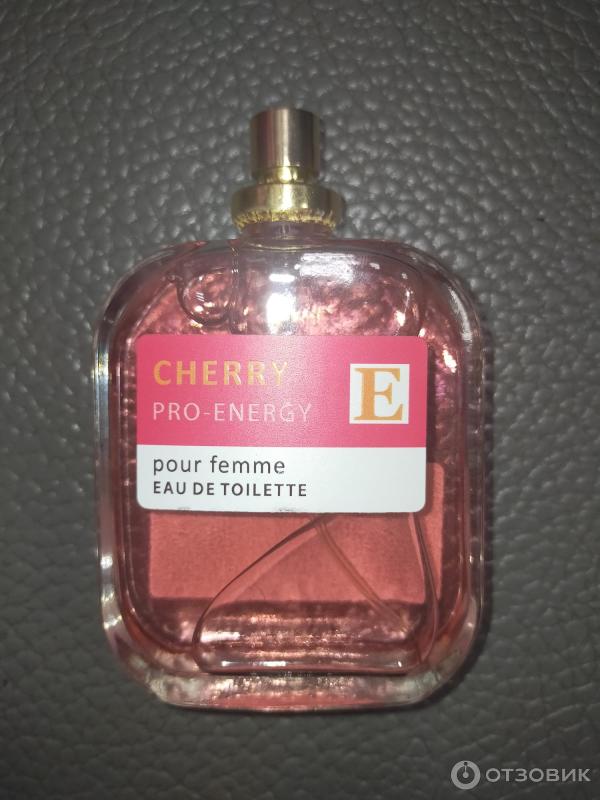 CHERRY
PRO-ENERGY
E
pour femme
EAU DE TOILETTE
ОТЗОВИК